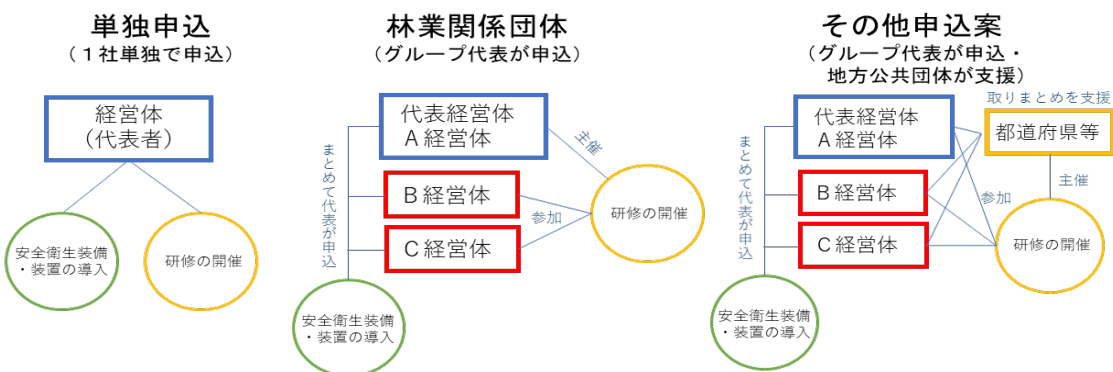 単独申込
（１社単独で申込）
経営体
（代表者）
安全衛生装備
・装置の導入
研修の開催
林業関係団体
（グループ代表が申込）
代表経営体
Ａ経営体
主催
まとめて代表が申込
Ｂ経営体
参加
研修の開催
Ｃ経営体
安全衛生装備
・装置の導入
その他申込案
（グループ代表が申込・
地方公共団体が支援）
取りまとめを支援
代表経営体
Ａ経営体
都道府県等
まとめて代表が申込
主催
Ｂ経営体
参加
研修の開催
Ｃ経営体
安全衛生装備
・装置の導入